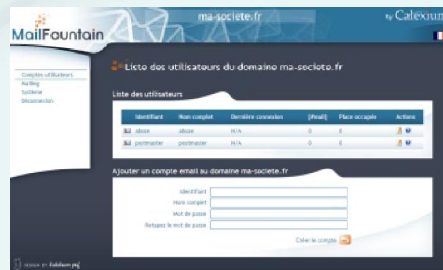 MailFountain
ma-societe.fr
By Calexium
Comptes utilisateurs
Mailing
Système
Déconnexion
Liste des utilisateurs du domaine ma-societe.fr
Liste des utilisateurs
Identifiant Nom complet Dernière connexion [#mail] Place occupée Actions
abuse abuse N/A 0 0
postmaster postmaster N/A 0 0
Ajouter un compte email au domaine ma-societe.fr
Identifiant
Nom complet
Mot de passe
Retapez le mot de passe
Créer le compte
DESIGN BY